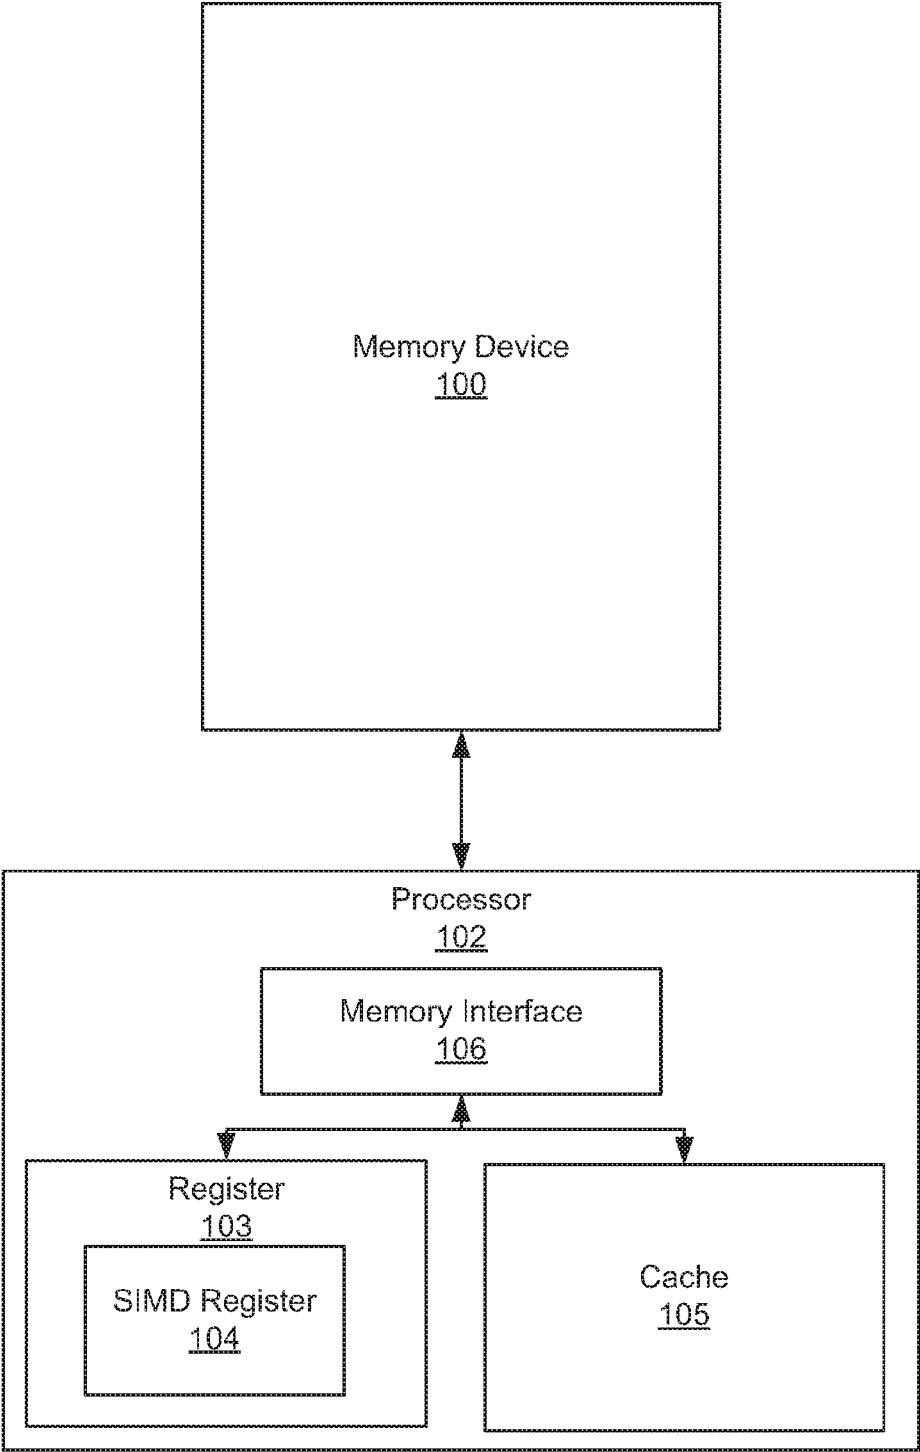 Memory Device
100
Processor
102
Memory Interface
106
Register
103
SIMD Register
104
Cache
105